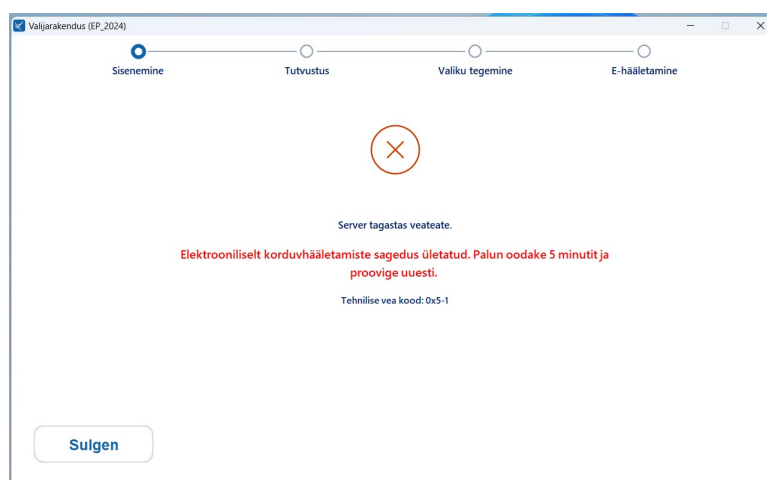 Valijarakendus (EP_2024)
Sisenemine Tutvustus Valiku tegemine E-hääletamine
Server tagastas veateate.
Elektrooniliselt korduvhääletamiste sagedus ületatud. Palun oodake 5 minutit ja
proovige uuesti.
Tehnilise vea kood: 0x5-1
Sulgen